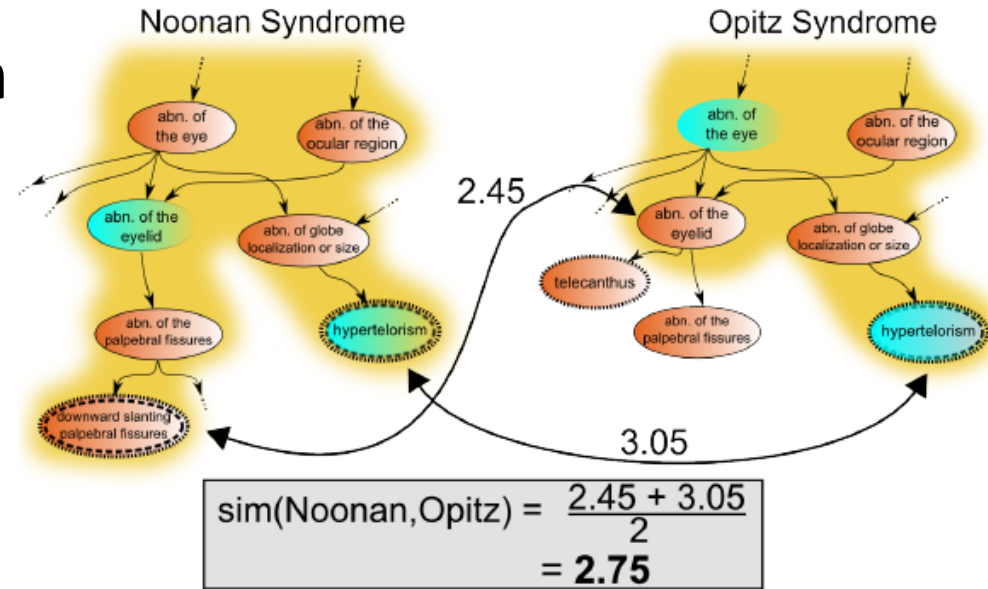 Noonan Syndrome
abn. of
the eye
abn. of the
ocular region
abn. of the
eyelid
abn. of globe
localization or size
abn. of the
palpebral fissures
hypertelorism
downward slanting
palpebral fissures
Opitz Syndrome
abn. of
the eye
abn. of the
ocular region
abn. of the
eyelid
abn. of globe
localization or size
telecanthus
abn. of the
palpebral fissures
hypertelorism
2.45
3.05
sim(Noonan,Opitz) = 2.45 + 3.05
2
= 2.75